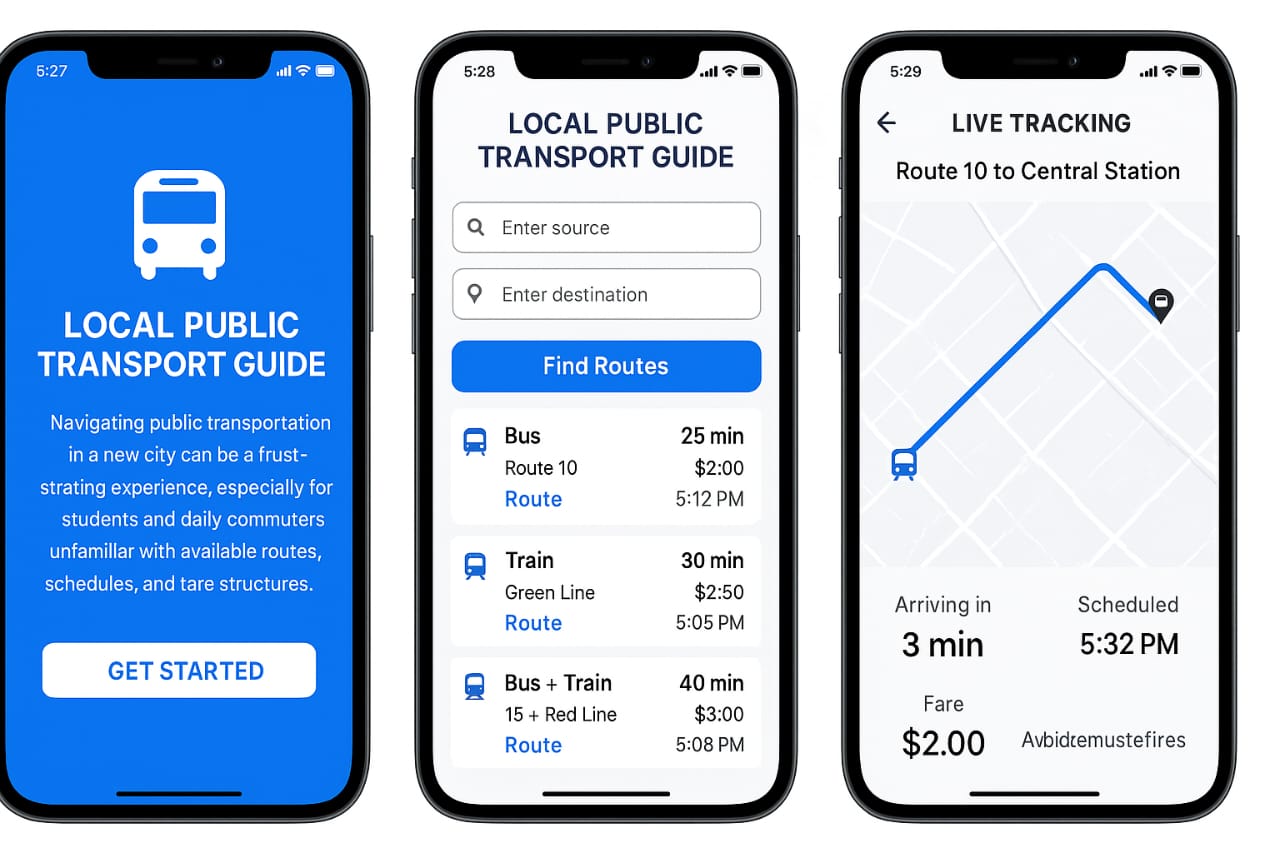 5:27
LOCAL PUBLIC
TRANSPORT GUIDE
Navigating public transportation
in a new city can be a frust-
strating experience, especially for
students and daily commuters
unfamillar with available routes,
schedules, and tare structures.
GET STARTED
5:28
LOCAL PUBLIC
TRANSPORT GUIDE
Enter source
Enter destination
Find Routes
Bus 25 min
Route 10 $2:00
Route 5:12 PM
Train 30 min
Green Line $2:50
Route 5:05 PM
Bus + Train 40 min
15 + Red Line $3:00
Route 5:08 PM
5:29
LIVE TRACKING
Route 10 to Central Station
Arriving in Scheduled
3 min 5:32 PM
Fare
$2.00 Avbidɛemustefires